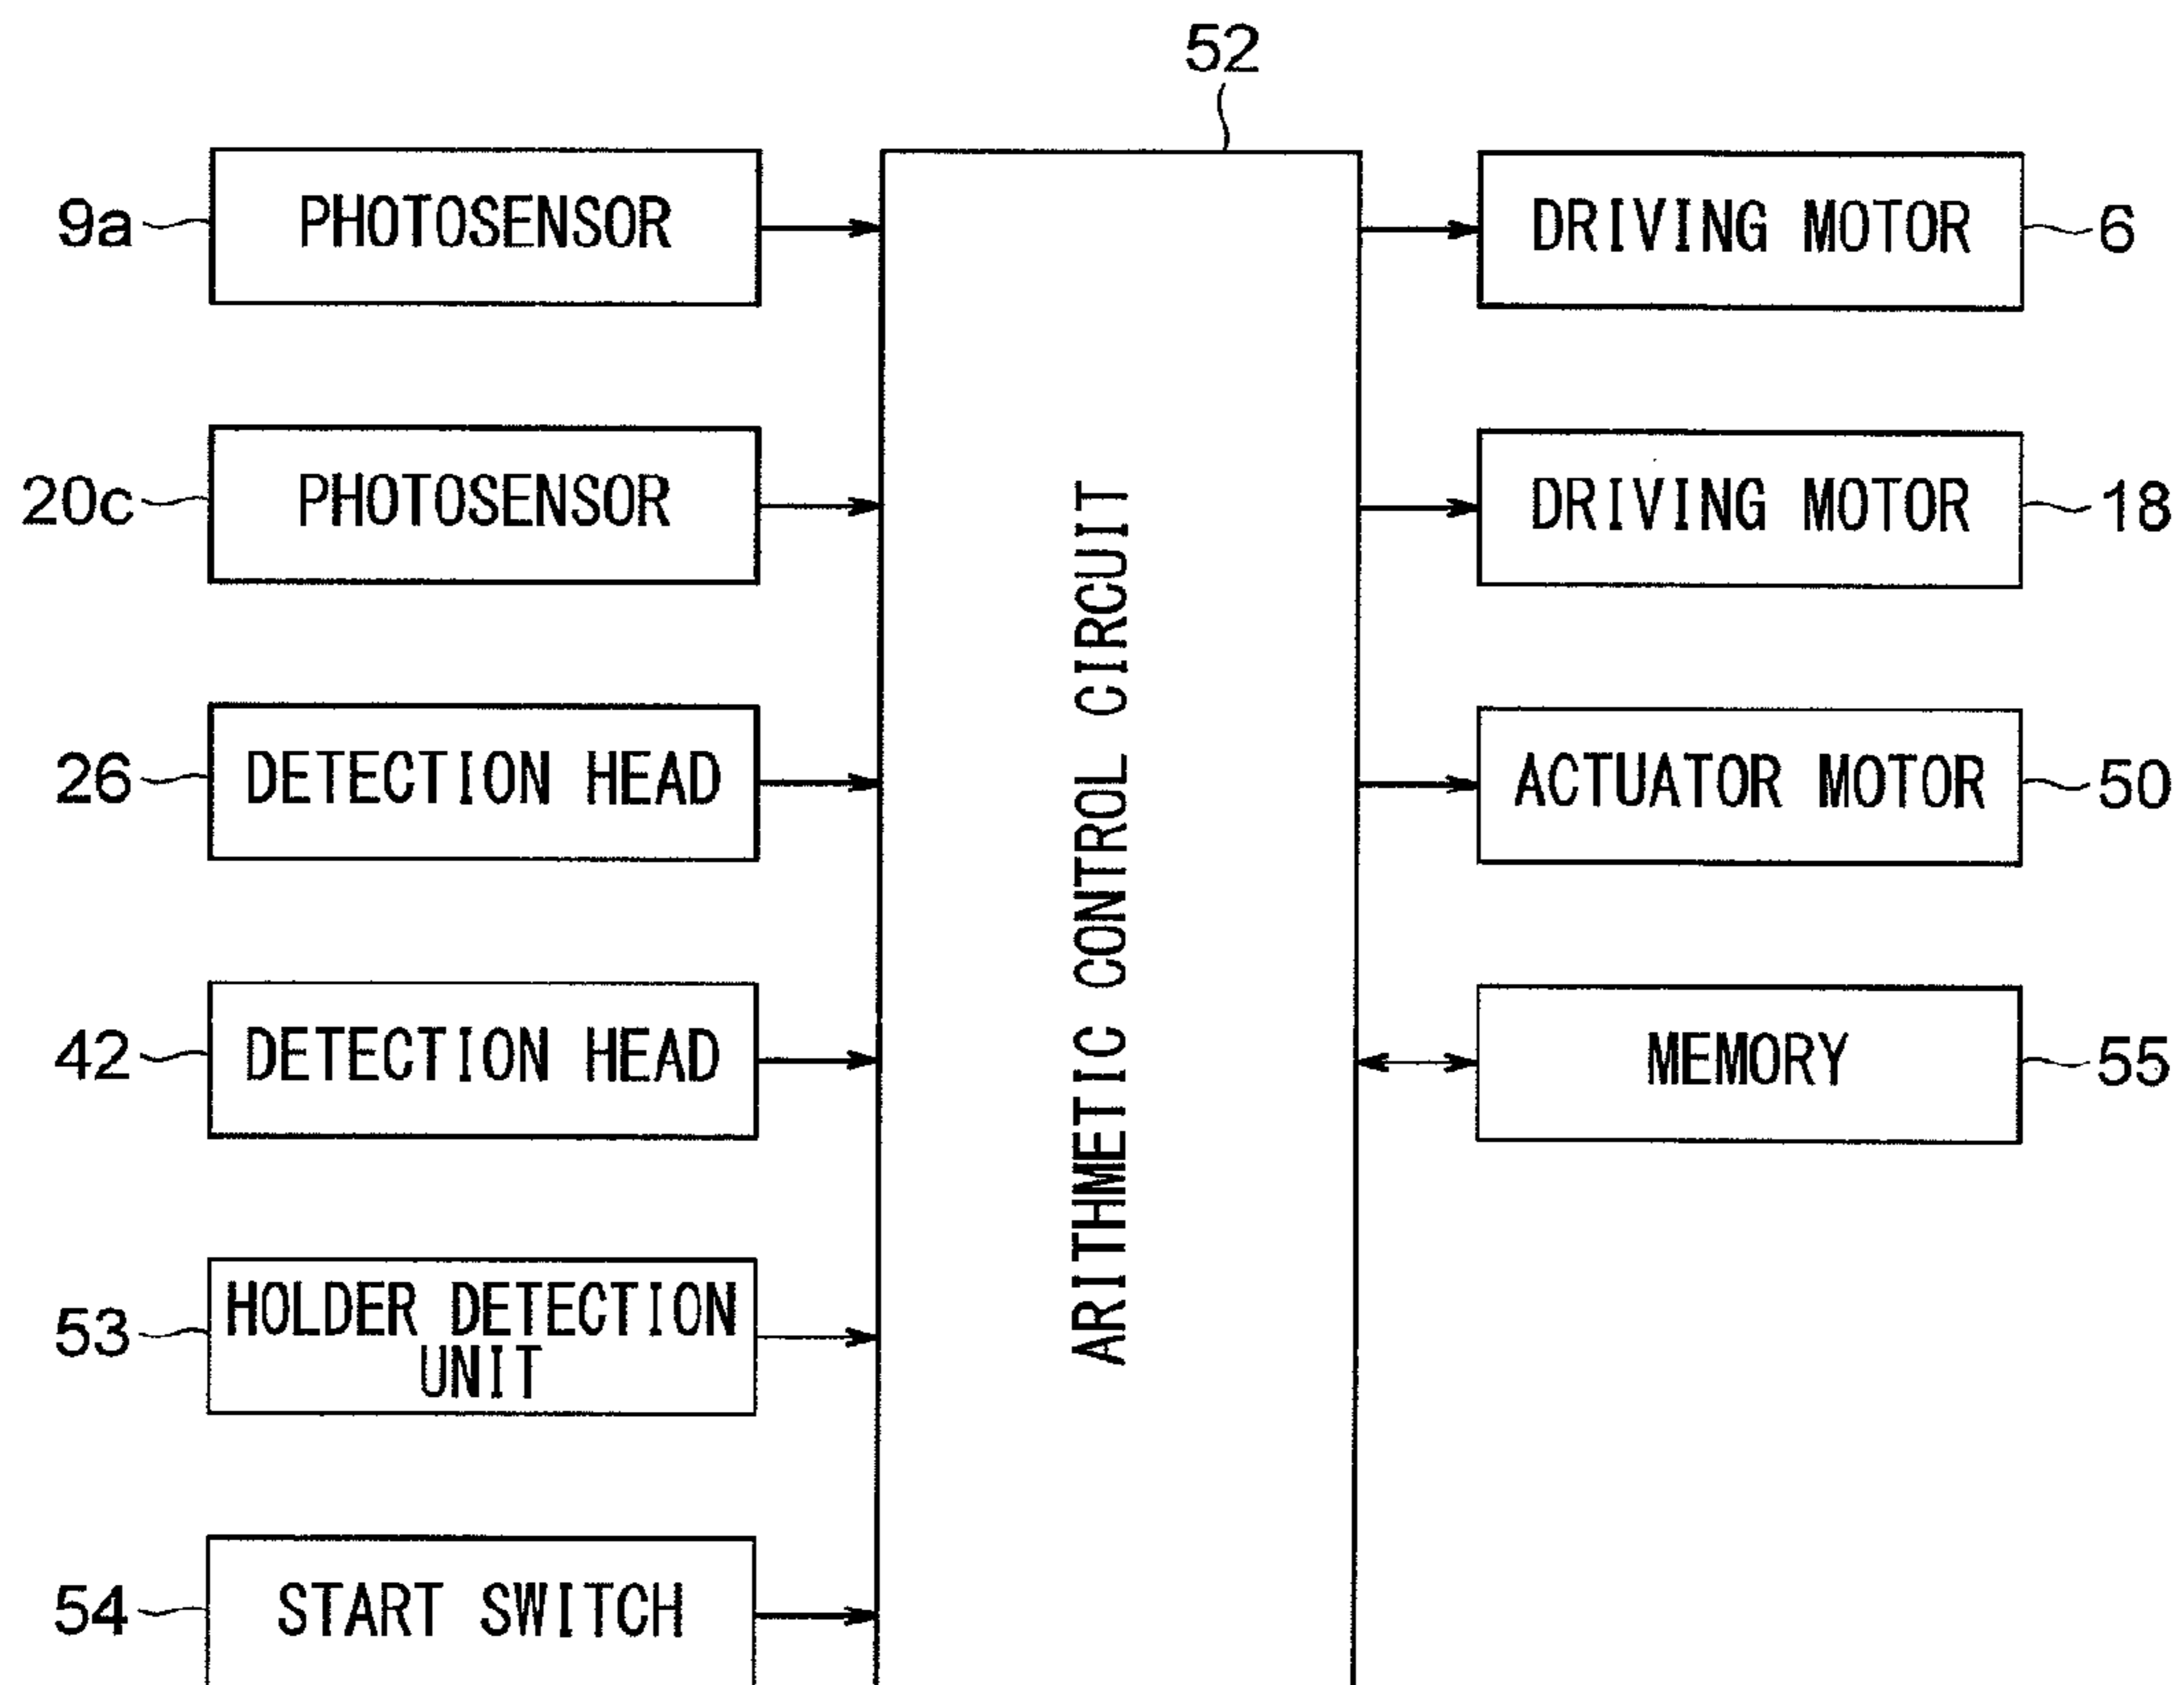 52
9a
PHOTOSENSOR
DRIVING MOTOR
6
20c
PHOTOSENSOR
DRIVING MOTOR
18
26
DETECTION HEAD
ACTUATOR MOTOR
50
42
DETECTION HEAD
MEMORY
55
53
HOLDER DETECTION
UNIT
54
START SWITCH
ARITHMETIC CONTROL CIRCUIT